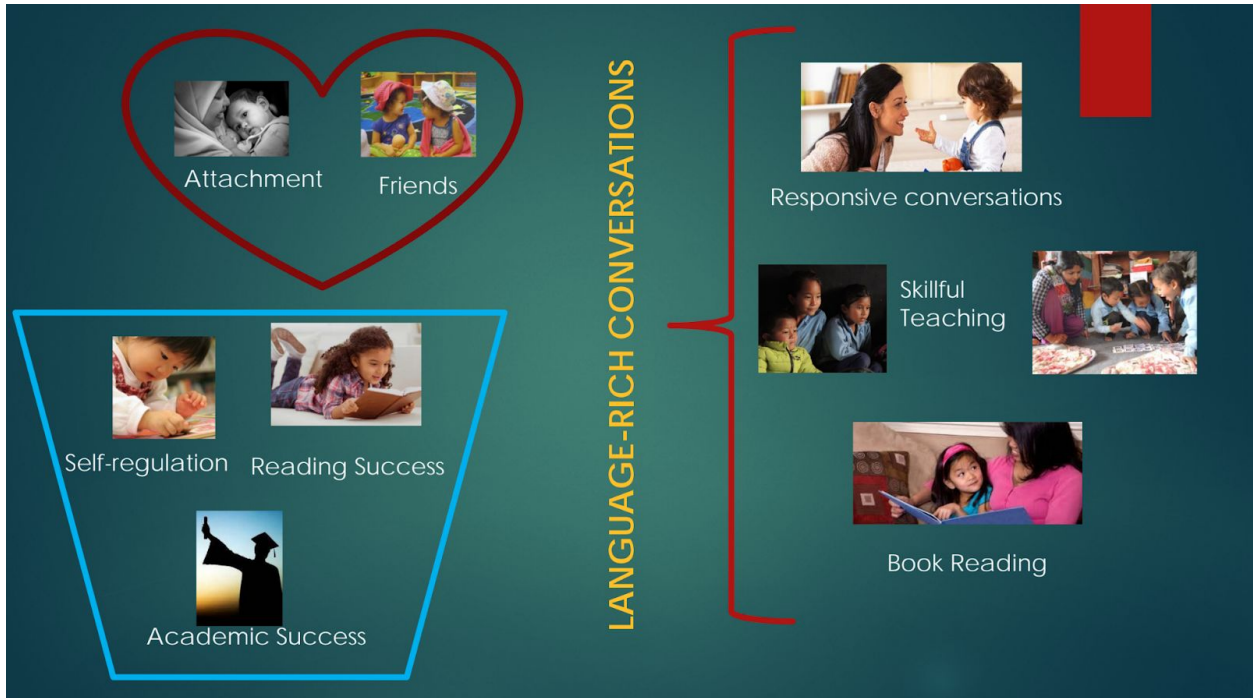 Attachment
Friends
Self-regulation
Reading Success
Academic Success
LANGUAGE-RICH CONVERSATIONS
Responsive conversations
Skillful
Teaching
Book Reading